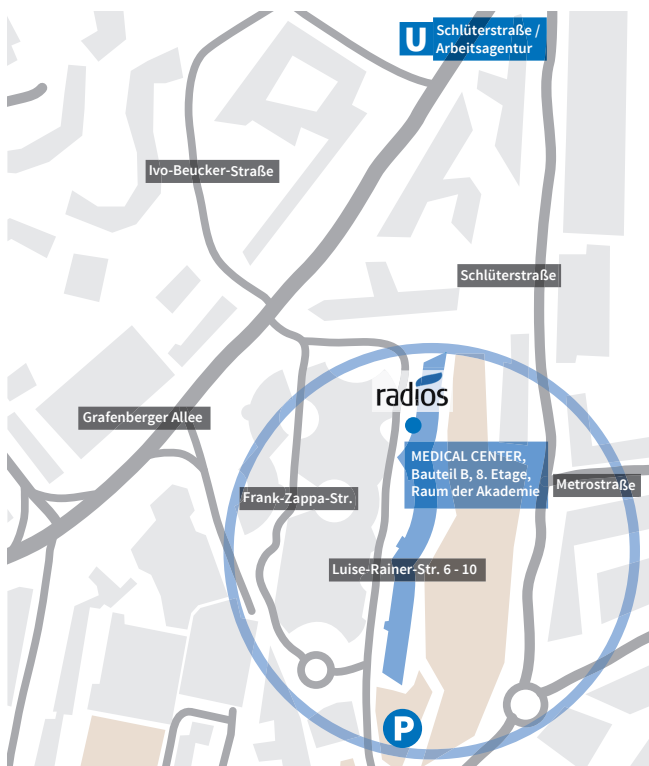 U
Schlüterstraße /
Arbeitsagentur
Ivo-Beucker-Straße
Schlüterstraße
radios
Grafenberger Allee
MEDICAL CENTER,
Bauteil B, 8. Etage,
Raum der Akademie
Metrostraße
Frank-Zappa-Str.
Luise-Rainer-Str. 6 - 10
P